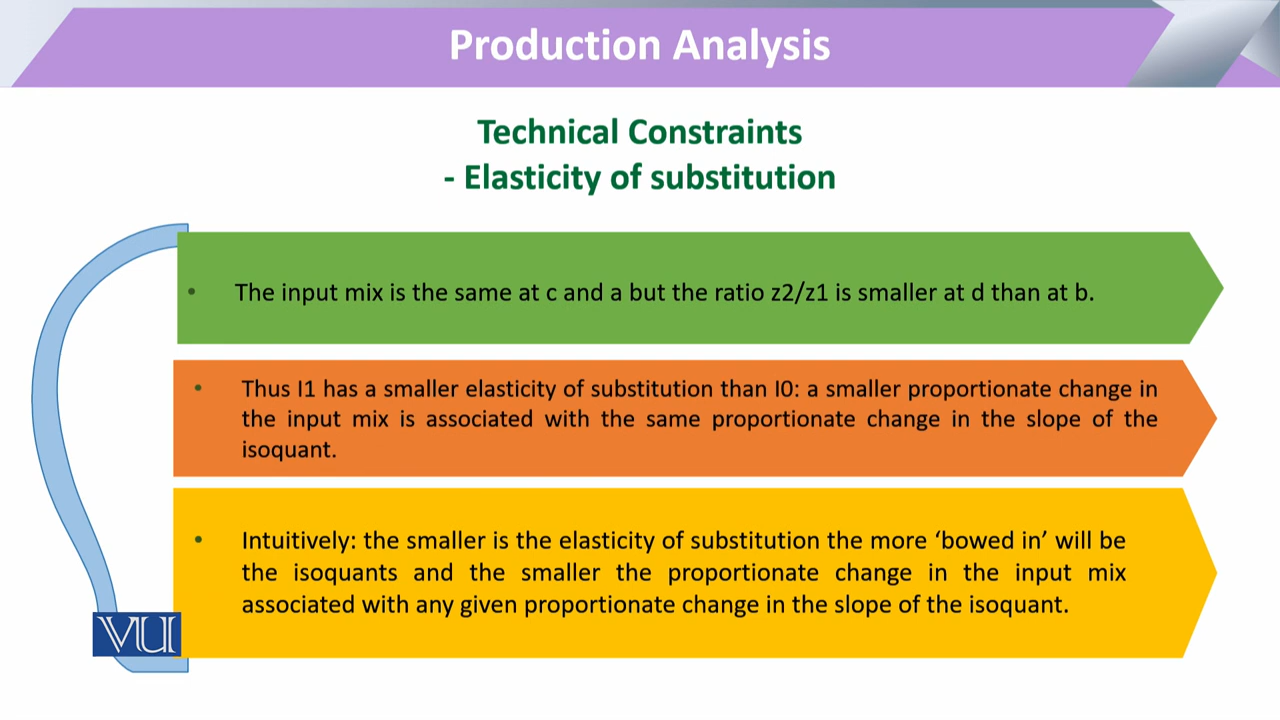 Production Analysis
Technical Constraints
- Elasticity of substitution
• The input mix is the same at c and a but the ratio z2/z1 is smaller at d than at b.
• Thus I1 has a smaller elasticity of substitution than I0: a smaller proportionate change in
the input mix is associated with the same proportionate change in the slope of the
isoquant.
• Intuitively: the smaller is the elasticity of substitution the more ‘bowed in’ will be
the isoquants and the smaller the proportionate change in the input mix
associated with any given proportionate change in the slope of the isoquant.
VU